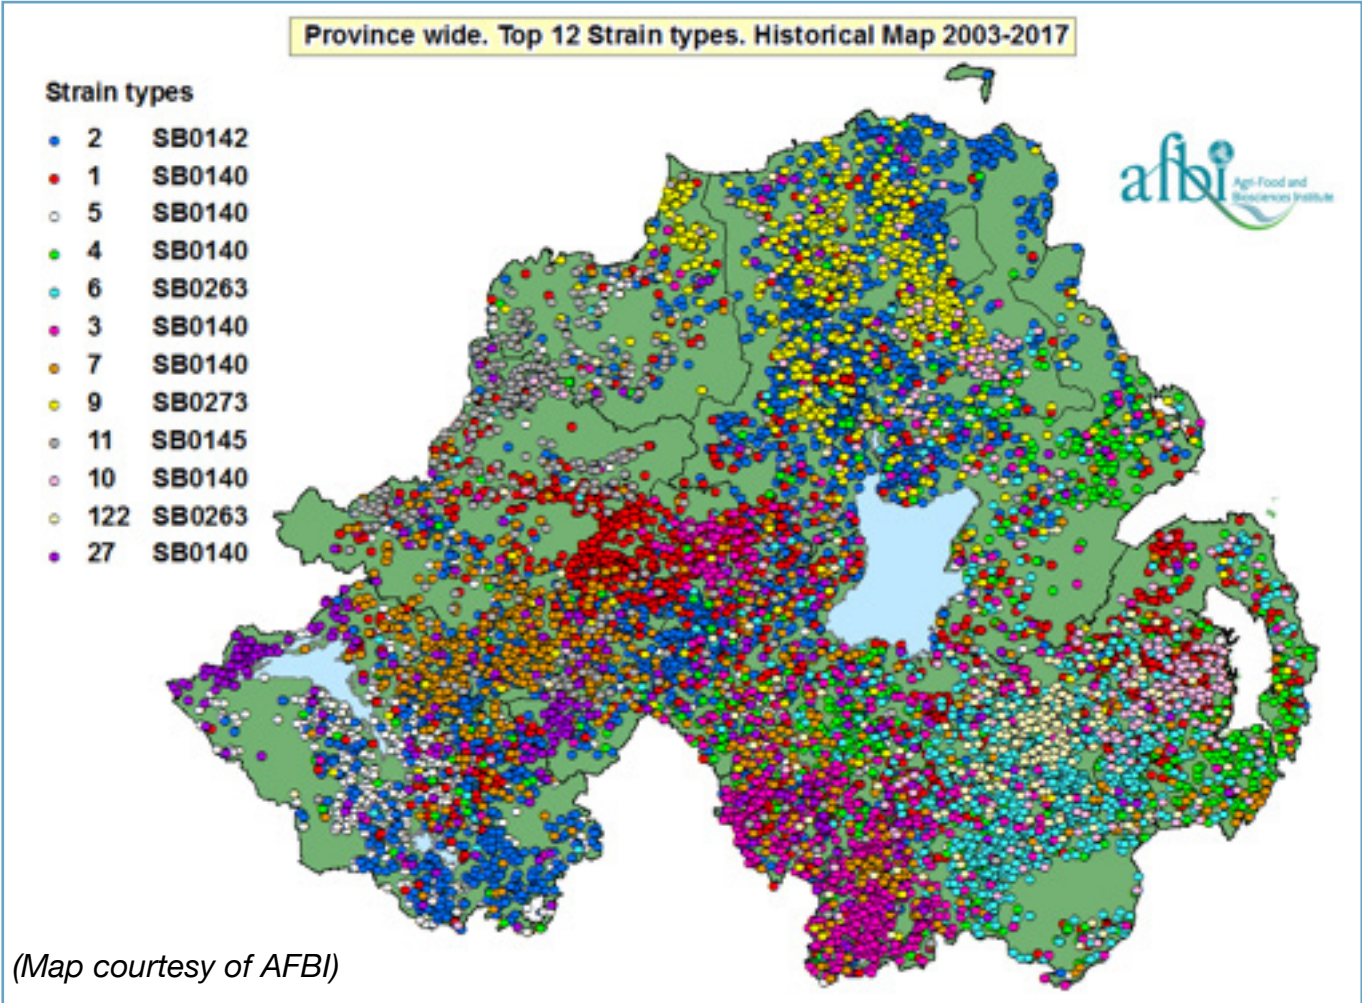 Province wide. Top 12 Strain types. Historical Map 2003-2017
Strain types
2 SB0142
1 SB0140
5 SB0140
4 SB0140
6 SB0263
3 SB0140
7 SB0140
9 SB0273
11 SB0145
10 SB0140
122 SB0263
27 SB0140
afbi
Agri-Food and
Biosciences Institute
(Map courtesy of AFBI)